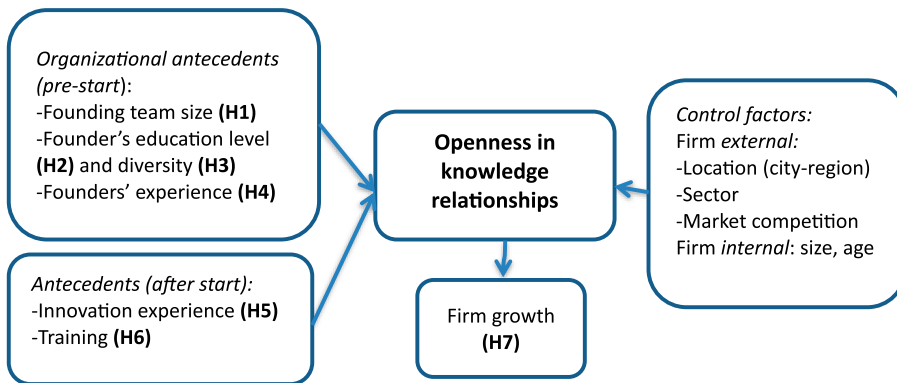 Organizational antecedents
(pre-start):
-Founding team size (H1)
-Founder's education level
(H2) and diversity (H3)
-Founders' experience (H4)
Antecedents (after start):
-Innovation experience (H5)
-Training (H6)
Openness in
knowledge
relationships
Firm growth
(H7)
Control factors:
Firm external:
-Location (city-region)
-Sector
-Market competition
Firm internal: size, age